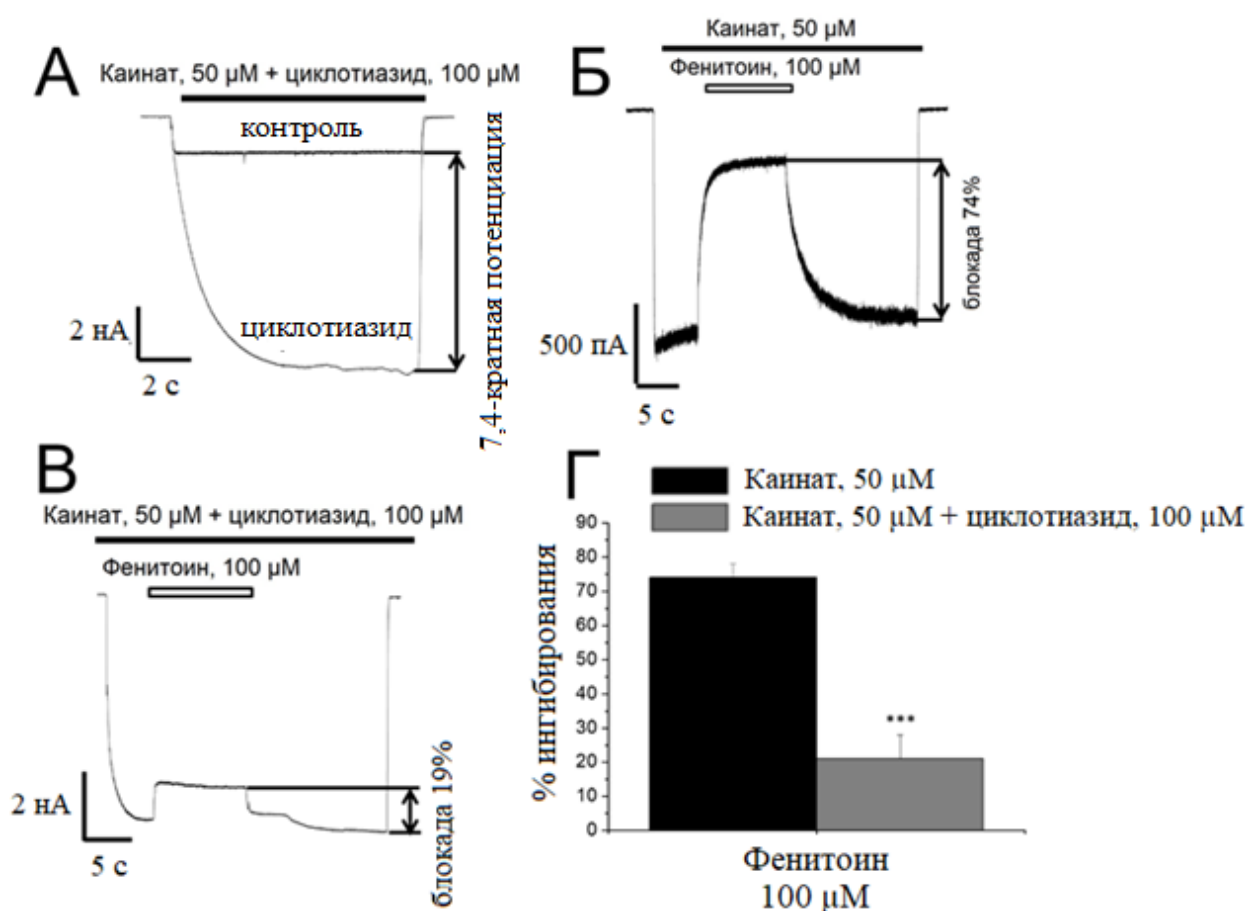 А
Каинат, 50 µM + циклотиазид, 100 µM
контроль
циклотиазид
2 нА
2 с
7,4-кратная потенциация
Б
Каинат, 50 µM
Фенитоин, 100 µM
500 пА
5 с
блокада 74%
В
Каинат, 50 µM + циклотиазид, 100 µM
Фенитоин, 100 µM
2 нА
5 с
блокада 19%
Г
Каинат, 50 µM
Каинат, 50 µM + циклотиазид, 100 µM
% ингибирования
90
80
70
60
50
40
30
20
10
0
***
Фенитоин
100 µM